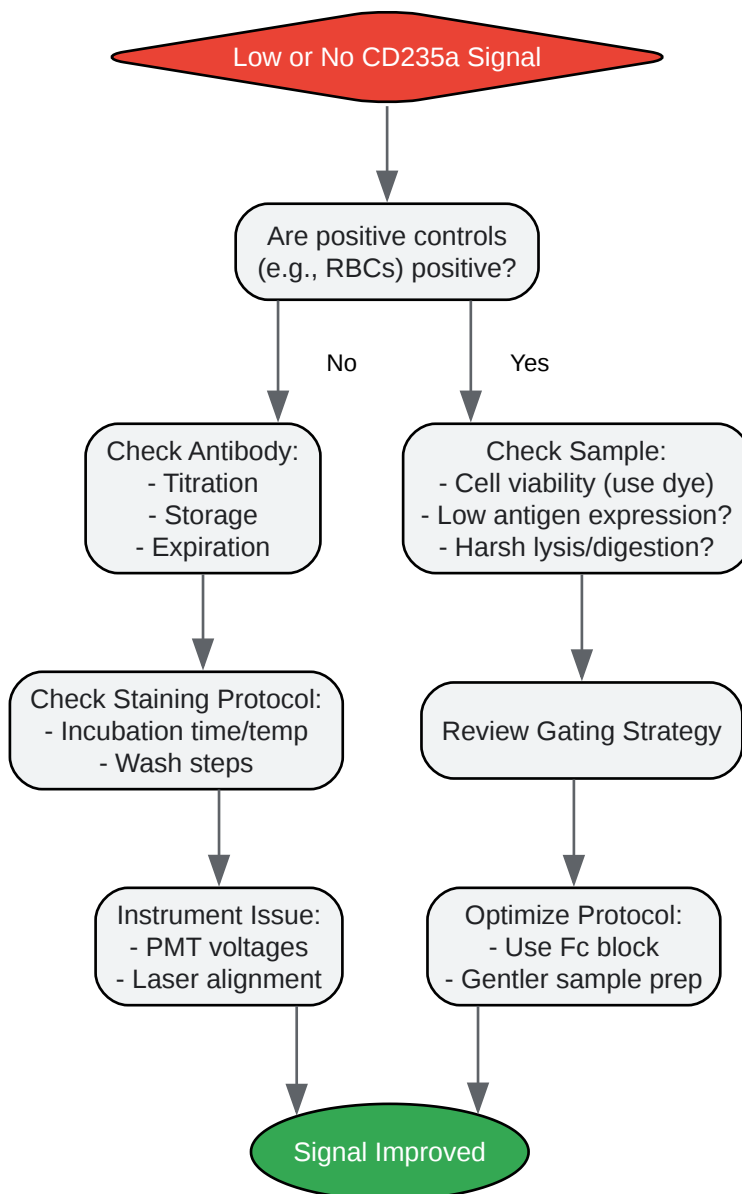 Low or No CD235a Signal
Are positive controls
(e.g., RBCs) positive?
No
Yes
Check Antibody:
- Titration
- Storage
- Expiration
Check Sample:
- Cell viability (use dye)
- Low antigen expression?
- Harsh lysis/digestion?
Check Staining Protocol:
- Incubation time/temp
- Wash steps
Review Gating Strategy
Instrument Issue:
- PMT voltages
- Laser alignment
Optimize Protocol:
- Use Fc block
- Gentler sample prep
Signal Improved